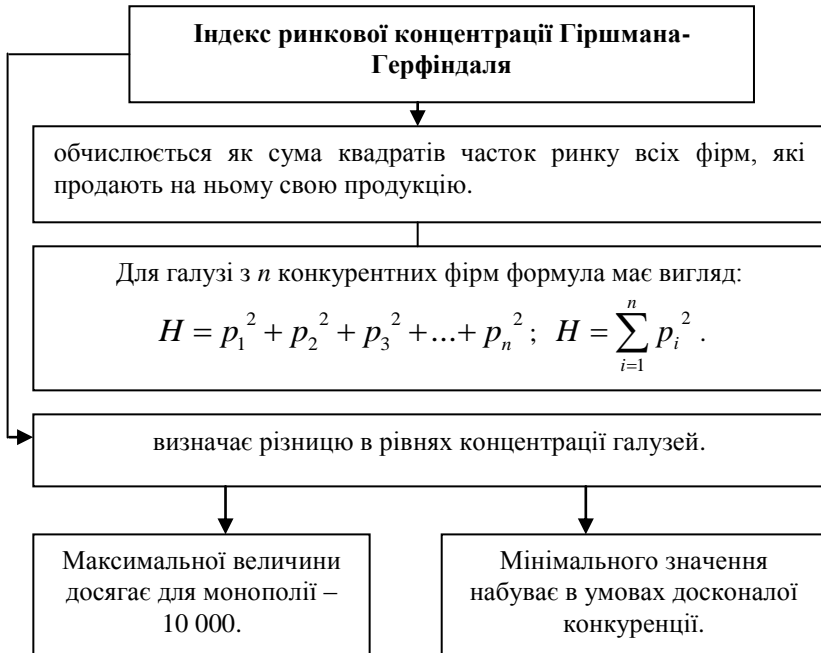 Індекс ринкової концентрації Гіршмана-
Герфіндаля
обчислюється як сума квадратів часток ринку всіх фірм, які
продають на ньому свою продукцію.
Для галузі з n конкурентних фірм формула має вигляд:
H = p₁² + p₂² + p₃² + ... + pₙ² ; H = ∑ᵢ₌₁ⁿ pᵢ² .
визначає різницю в рівнях концентрації галузей.
Максимальної величини
досягає для монополії –
10 000.
Мінімального значення
набуває в умовах досконалої
конкуренції.